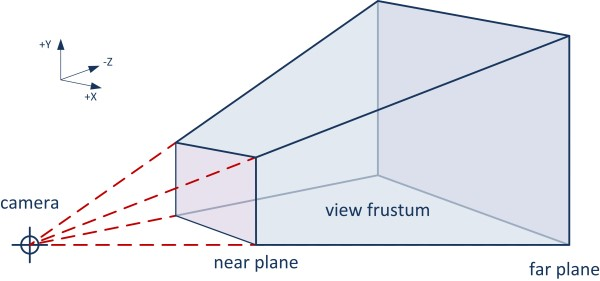 +Y
-Z
+X
camera
view frustum
near plane
far plane